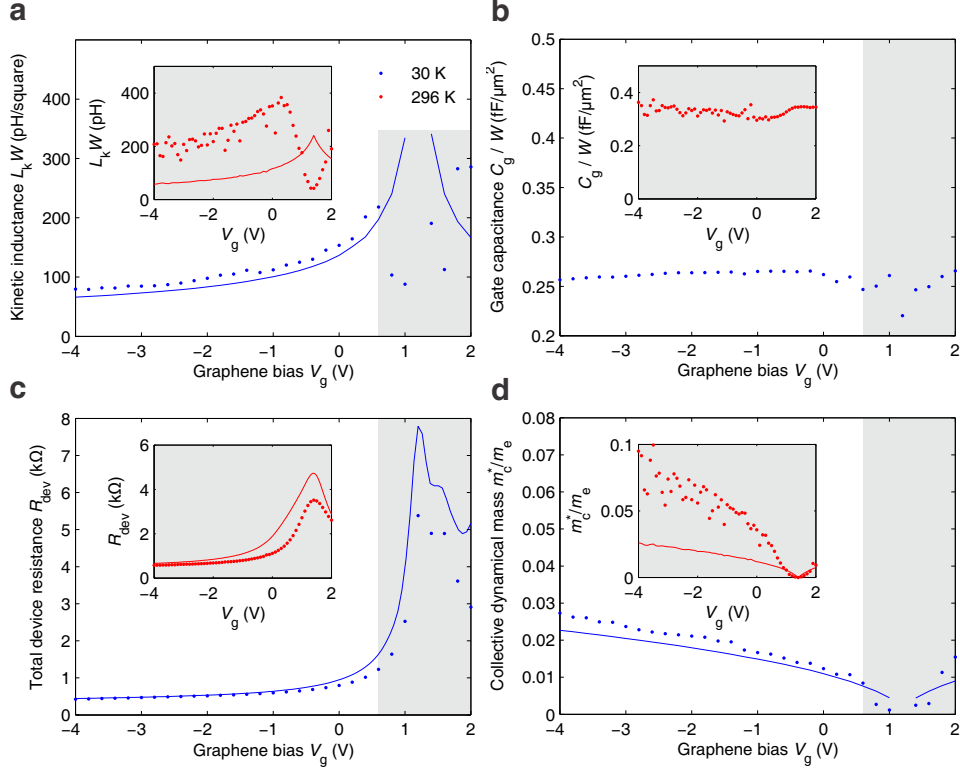 a
Kinetic inductance LₖW (pH/square)
500
400
300
200
100
0
−4 −3 −2 −1 0 1 2
Graphene bias V_g (V)
30 K
296 K
LₖW (pH)
600
400
200
0
−4 −2 0 2
V_g (V)
b
Gate capacitance C_g / W (fF/μm²)
0.5
0.45
0.4
0.35
0.3
0.25
0.2
−4 −3 −2 −1 0 1 2
Graphene bias V_g (V)
C_g / W (fF/μm²)
0.4
0.2
0
−4 −2 0 2
V_g (V)
c
Total device resistance R_dev (kΩ)
8
7
6
5
4
3
2
1
0
−4 −3 −2 −1 0 1 2
Graphene bias V_g (V)
R_dev (kΩ)
6
4
2
0
−4 −2 0 2
V_g (V)
d
Collective dynamical mass m_c^*/m_e
0.08
0.07
0.06
0.05
0.04
0.03
0.02
0.01
0
−4 −3 −2 −1 0 1 2
Graphene bias V_g (V)
m_c^*/m_e
0.1
0.05
0
−4 −2 0 2
V_g (V)